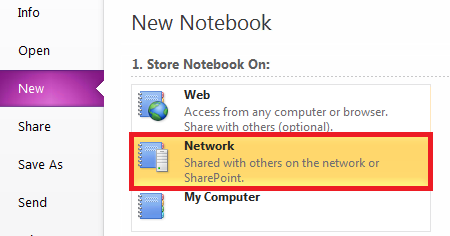 Info
Open
New
Share
Save As
Send
New Notebook
1. Store Notebook On:
Web
Access from any computer or browser.
Share with others (optional).
Network
Shared with others on the network or
SharePoint.
My Computer